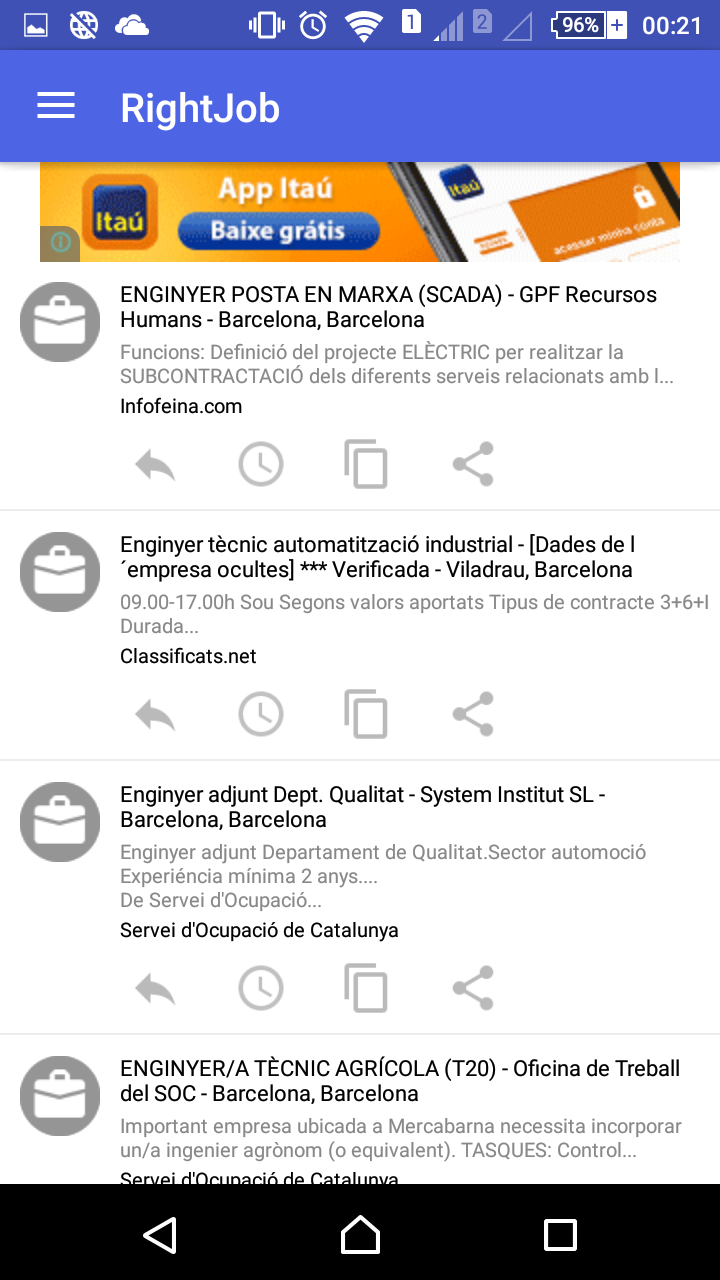 1
2
96%
00:21
RightJob
App Itaú
Itaú
Itaú
Baixe grátis
acessar minha conta
ENGINYER POSTA EN MARXA (SCADA) - GPF Recursos
Humans - Barcelona, Barcelona
Funcions: Definició del projecte ELÈCTRIC per realitzar la
SUBCONTRACTACIÓ dels diferents serveis relacionats amb l...
Infofeina.com
Enginyer tècnic automatització industrial - [Dades de l
´empresa ocultes] *** Verificada - Viladrau, Barcelona
09.00-17.00h Sou Segons valors aportats Tipus de contracte 3+6+I
Durada...
Classificats.net
Enginyer adjunt Dept. Qualitat - System Institut SL -
Barcelona, Barcelona
Enginyer adjunt Departament de Qualitat.Sector automoció
Experiéncia mínima 2 anys....
De Servei d'Ocupació...
Servei d'Ocupació de Catalunya
ENGINYER/A TÈCNIC AGRÍCOLA (T20) - Oficina de Treball
del SOC - Barcelona, Barcelona
Important empresa ubicada a Mercabarna necessita incorporar
un/a ingenier agrònom (o equivalent). TASQUES: Control...
Servei d'Ocupació de Catalunya